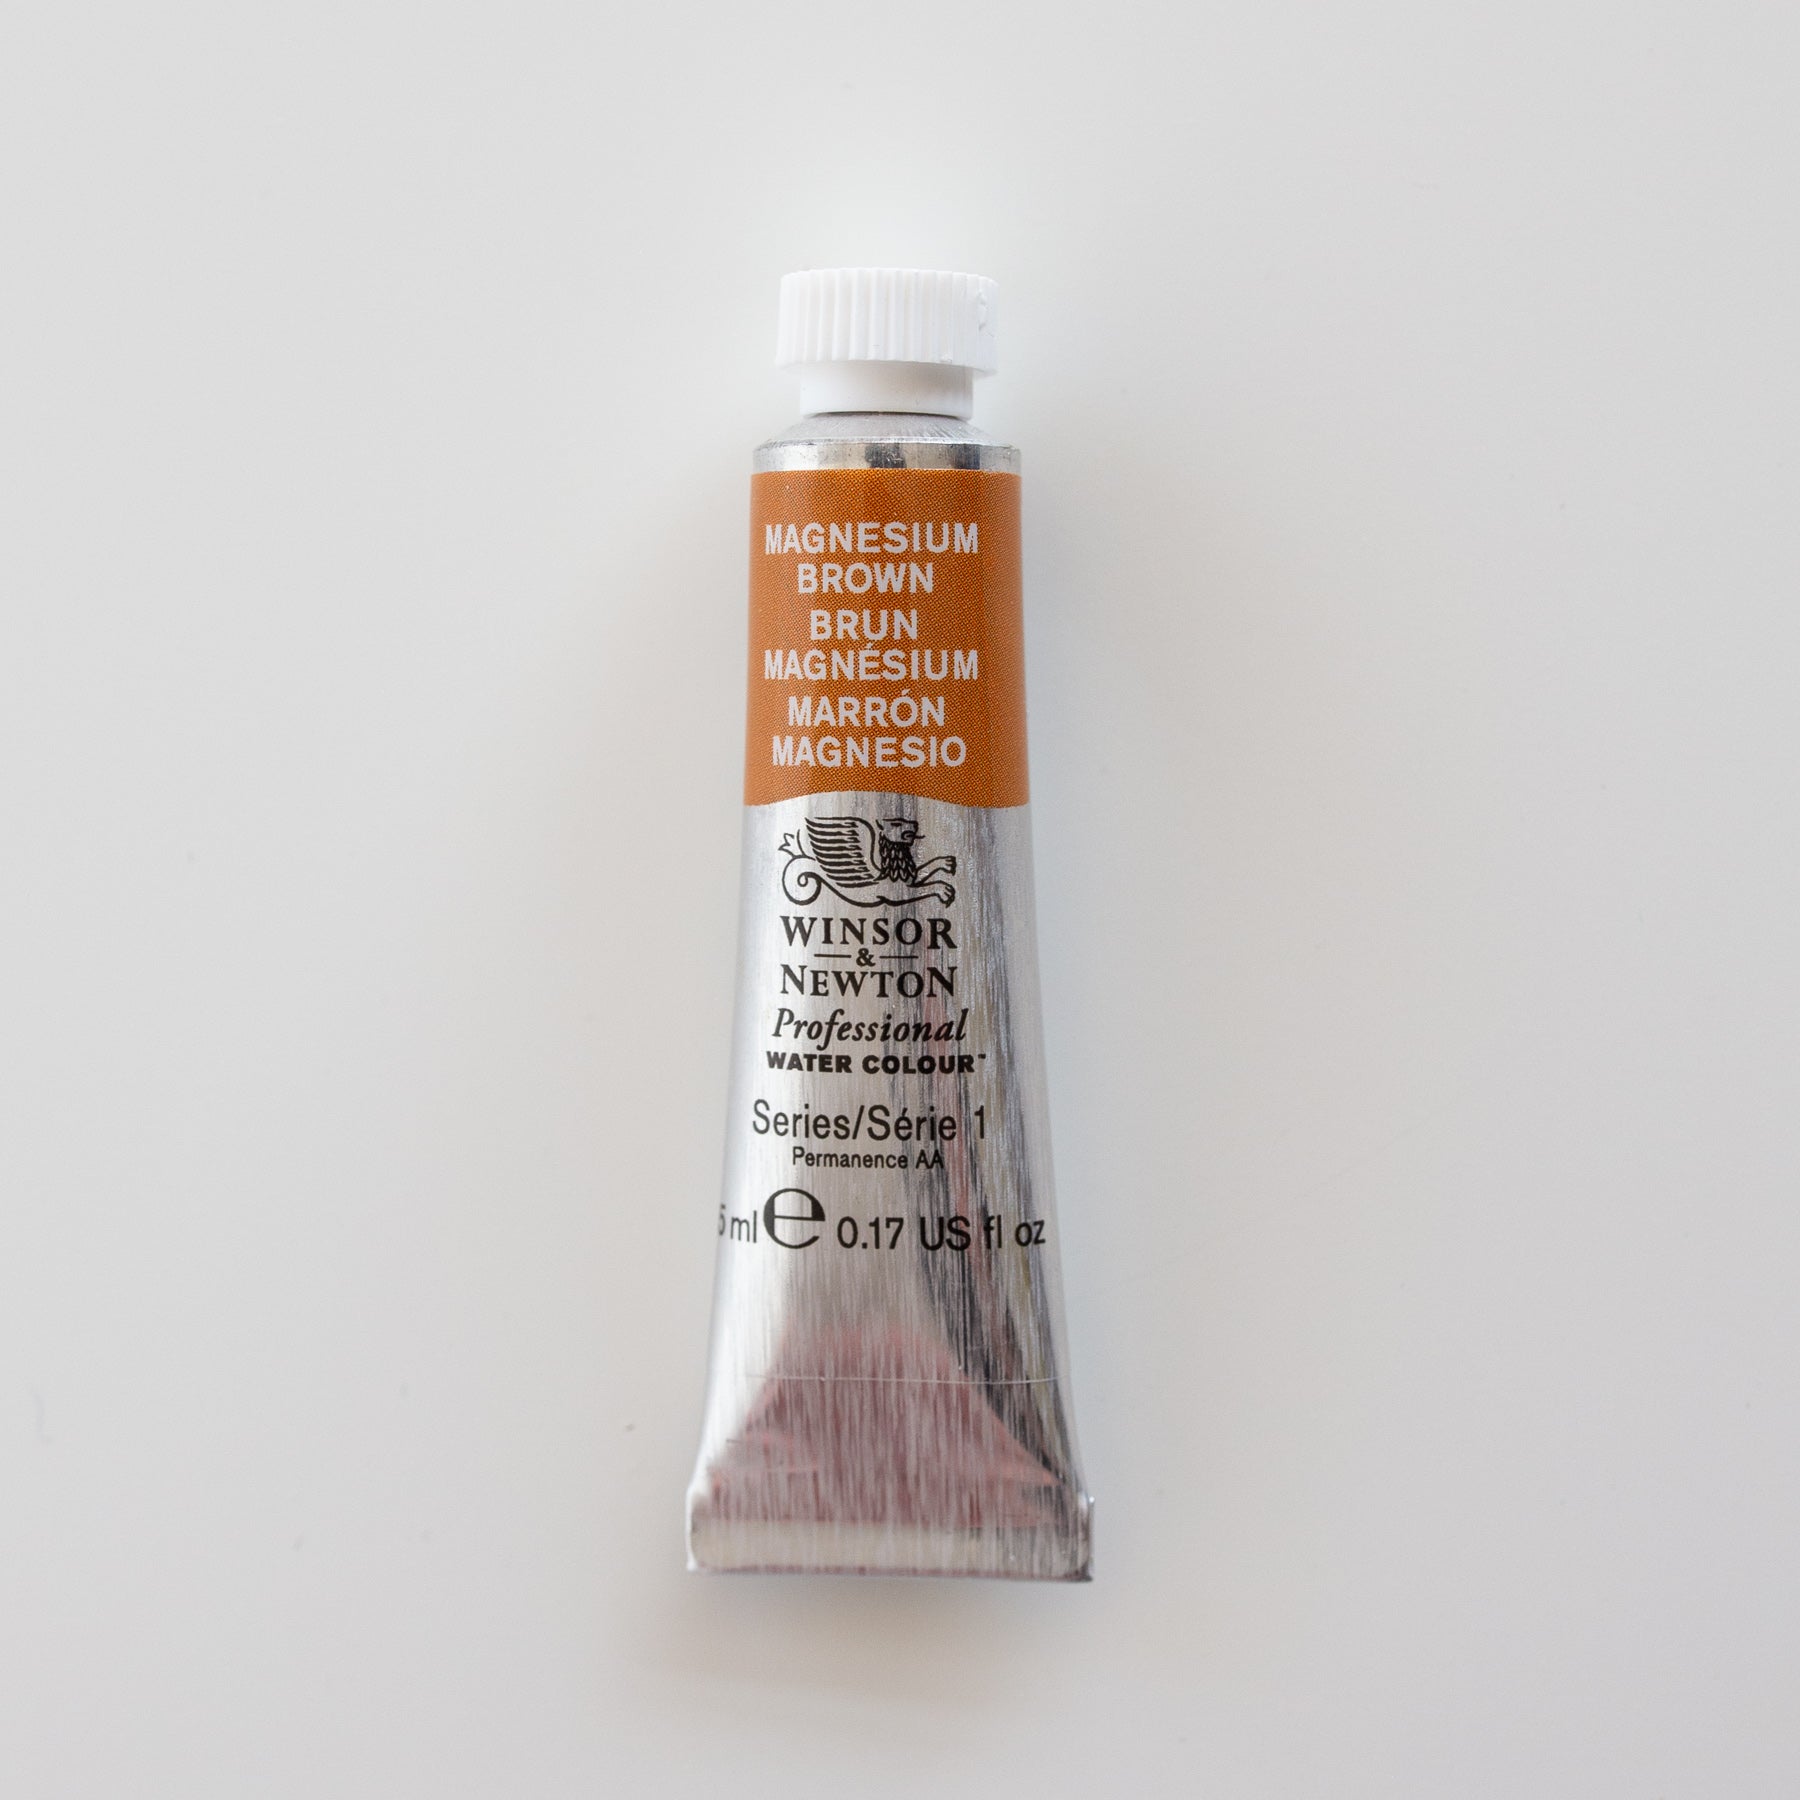 MAGNESIUM
BROWN
BRUN
MAGNÉSIUM
MARRÓN
MAGNESIO
WINSOR
&
NEWTON
Professional
WATER COLOUR™
Series/Série 1
Permanence AA
5 ml e 0.17 US fl oz